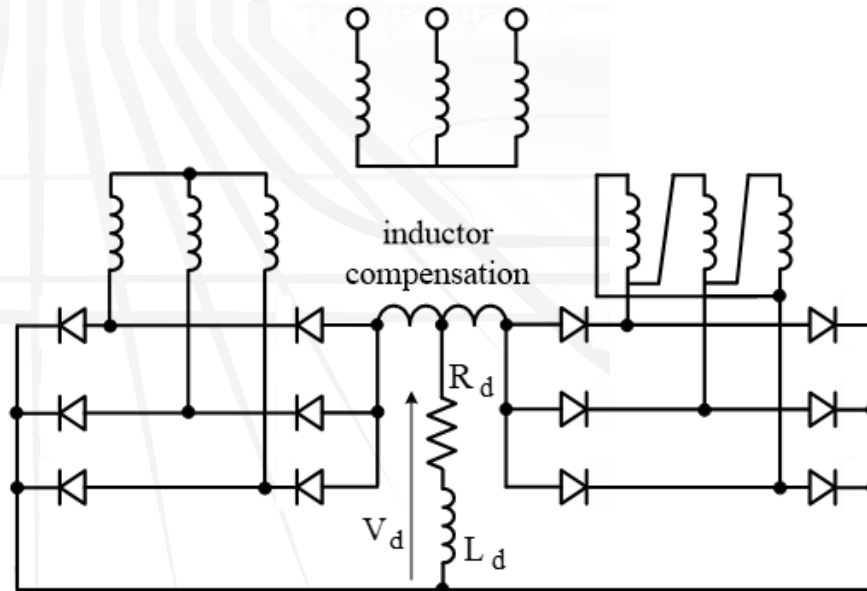 inductor
compensation
R d
V d
L d